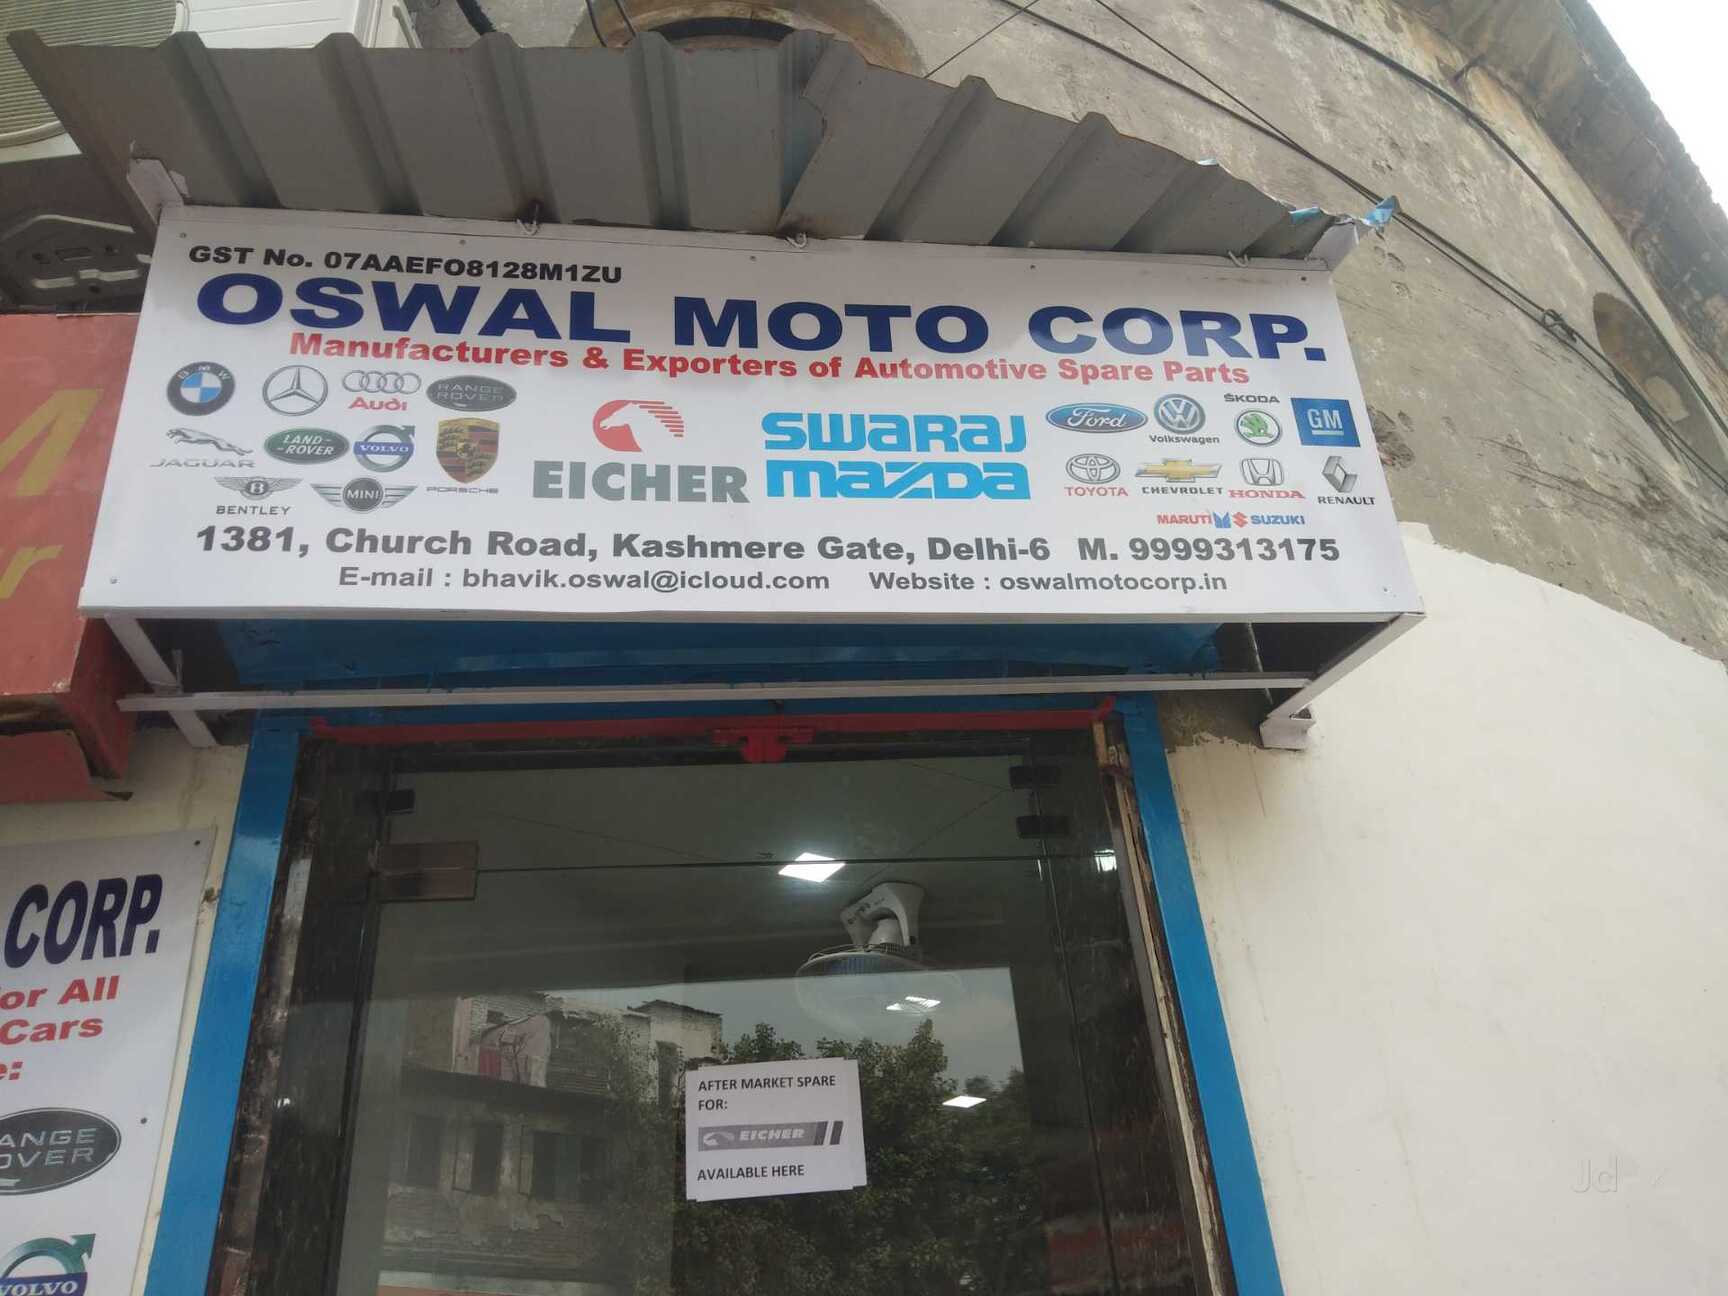 GST No. 07AAEFO8128M1ZU
OSWAL MOTO CORP.
Manufacturers & Exporters of Automotive Spare Parts
BMW
Audi
RANGE ROVER
JAGUAR
LAND-ROVER
VOLVO
PORSCHE
B
BENTLEY
MINI
EICHER
SWARAJ
MAZDA
Ford
Volkswagen
ŠKODA
GM
TOYOTA
CHEVROLET
HONDA
RENAULT
MARUTI SUZUKI
1381, Church Road, Kashmere Gate, Delhi-6 M. 9999313175
E-mail : bhavik.oswal@icloud.com Website : oswalmotocorp.in
CORP.
for All
Cars
e:
ANGE
OVER
VOLVO
AFTER MARKET SPARE
FOR:
EICHER
AVAILABLE HERE
Jd